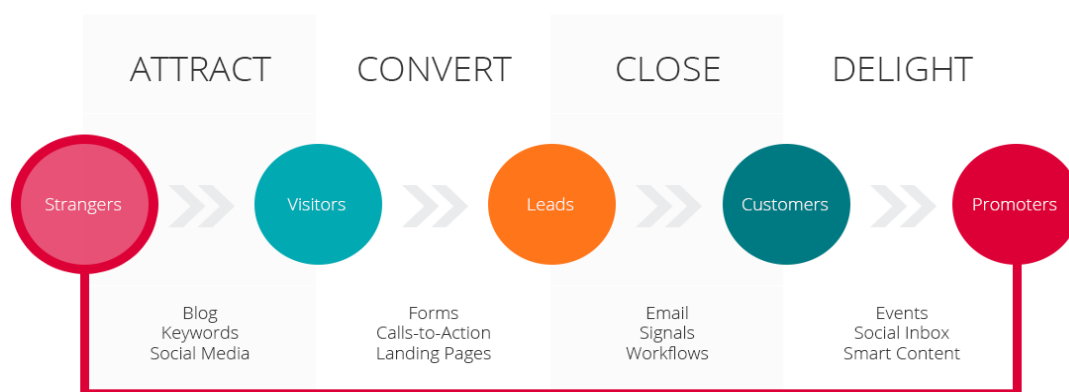 ATTRACT
CONVERT
CLOSE
DELIGHT
Strangers
Visitors
Leads
Customers
Promoters
Blog
Keywords
Social Media
Forms
Calls-to-Action
Landing Pages
Email
Signals
Workflows
Events
Social Inbox
Smart Content